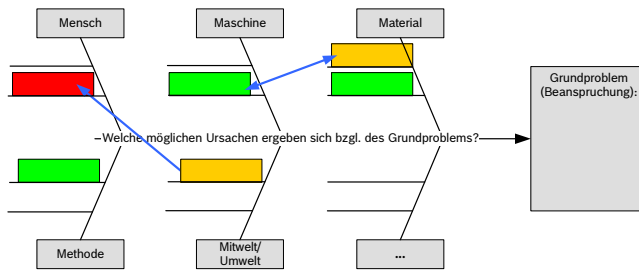 Mensch
Maschine
Material
Grundproblem
(Beanspruchung):
Welche möglichen Ursachen ergeben sich bzgl. des Grundproblems?
Methode
Mitwelt/
Umwelt
...